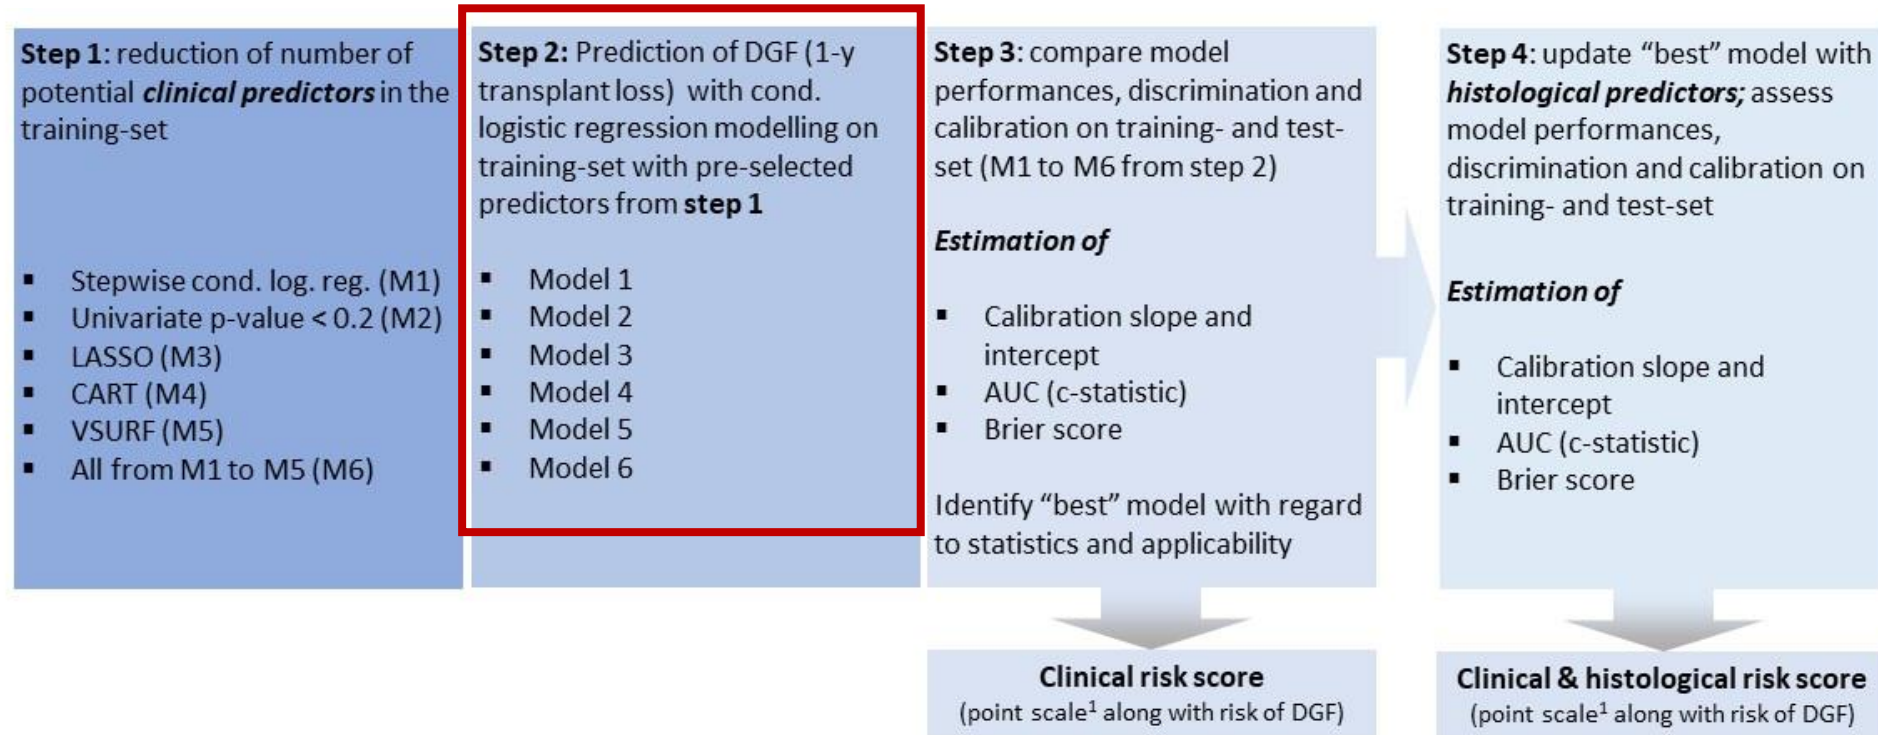 Step 1: reduction of number of
potential clinical predictors in the
training-set
▪ Stepwise cond. log. reg. (M1)
▪ Univariate p-value < 0.2 (M2)
▪ LASSO (M3)
▪ CART (M4)
▪ VSURF (M5)
▪ All from M1 to M5 (M6)
Step 2: Prediction of DGF (1-y
transplant loss) with cond.
logistic regression modelling on
training-set with pre-selected
predictors from step 1
▪ Model 1
▪ Model 2
▪ Model 3
▪ Model 4
▪ Model 5
▪ Model 6
Step 3: compare model
performances, discrimination and
calibration on training- and test-
set (M1 to M6 from step 2)
Estimation of
▪ Calibration slope and
intercept
▪ AUC (c-statistic)
▪ Brier score
Identify “best” model with regard
to statistics and applicability
Clinical risk score
(point scale¹ along with risk of DGF)
Step 4: update “best” model with
histological predictors; assess
model performances,
discrimination and calibration on
training- and test-set
Estimation of
▪ Calibration slope and
intercept
▪ AUC (c-statistic)
▪ Brier score
Clinical & histological risk score
(point scale¹ along with risk of DGF)